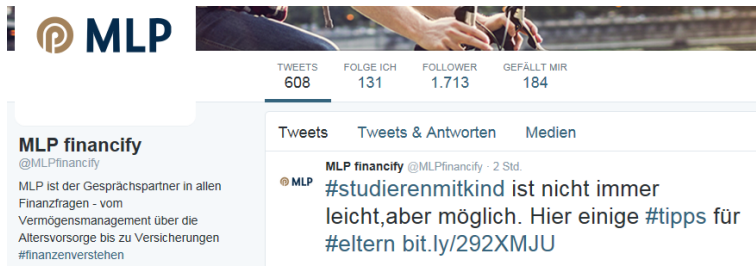 MLP
TWEETS FOLGE ICH FOLLOWER GEFÄLLT MIR
608 131 1.713 184
MLP financify
@MLPfinancify
MLP ist der Gesprächspartner in allen
Finanzfragen - vom
Vermögensmanagement über die
Altersvorsorge bis zu Versicherungen
#finanzenverstehen
Tweets Tweets & Antworten Medien
MLP financify @MLPfinancify · 2 Std.
MLP
#studierenmitkind ist nicht immer
leicht,aber möglich. Hier einige #tipps für
#eltern bit.ly/292XMJU